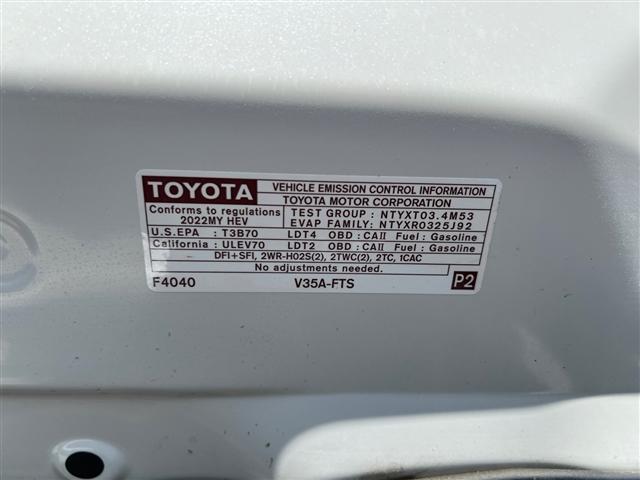 TOYOTA VEHICLE EMISSION CONTROL INFORMATION
TOYOTA MOTOR CORPORATION
Conforms to regulations
2022MY HEV
TEST GROUP : NTYXT03.4M53
EVAP FAMILY: NTYXR0325J92
U.S.EPA : T3B70 LDT4 OBD : CAII Fuel : Gasoline
California : ULEV70 LDT2 OBD : CAII Fuel : Gasoline
DFI+SFI, 2WR-HO2S(2), 2TWC(2), 2TC, 1CAC
No adjustments needed.
F4040 V35A-FTS P2